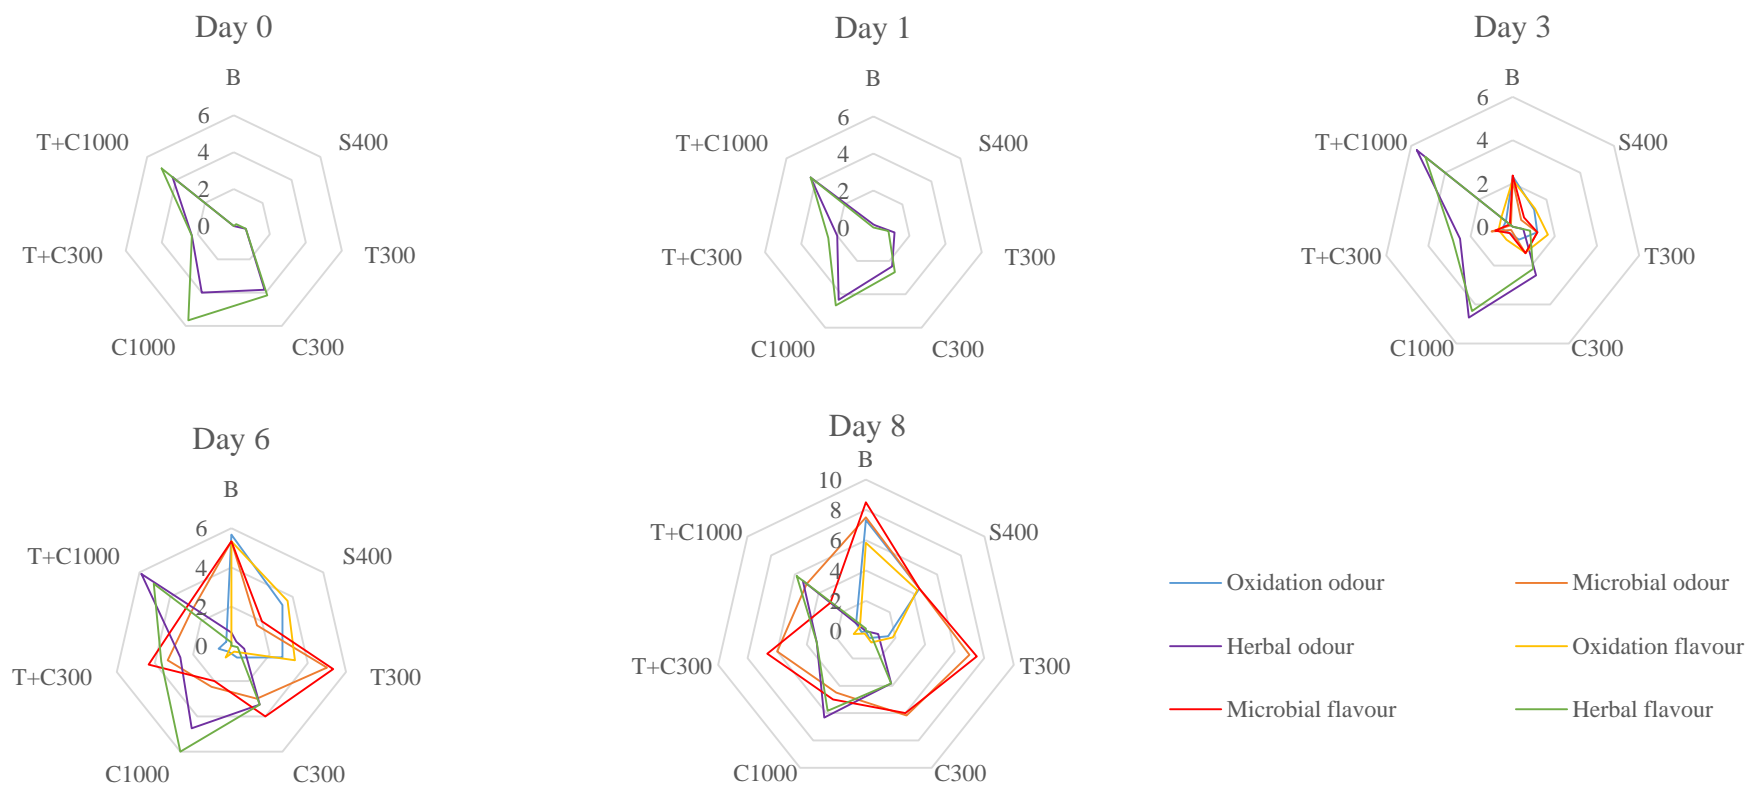 Day 0
B
S400
T300
C300
C1000
T+C300
T+C1000
6
4
2
0
Day 1
B
S400
T300
C300
C1000
T+C300
T+C1000
6
4
2
0
Day 3
B
S400
T300
C300
C1000
T+C300
T+C1000
6
4
2
0
Day 6
B
S400
T300
C300
C1000
T+C300
T+C1000
6
4
2
0
Day 8
B
S400
T300
C300
C1000
T+C300
T+C1000
10
8
6
4
2
0
Oxidation odour
Microbial odour
Herbal odour
Oxidation flavour
Microbial flavour
Herbal flavour